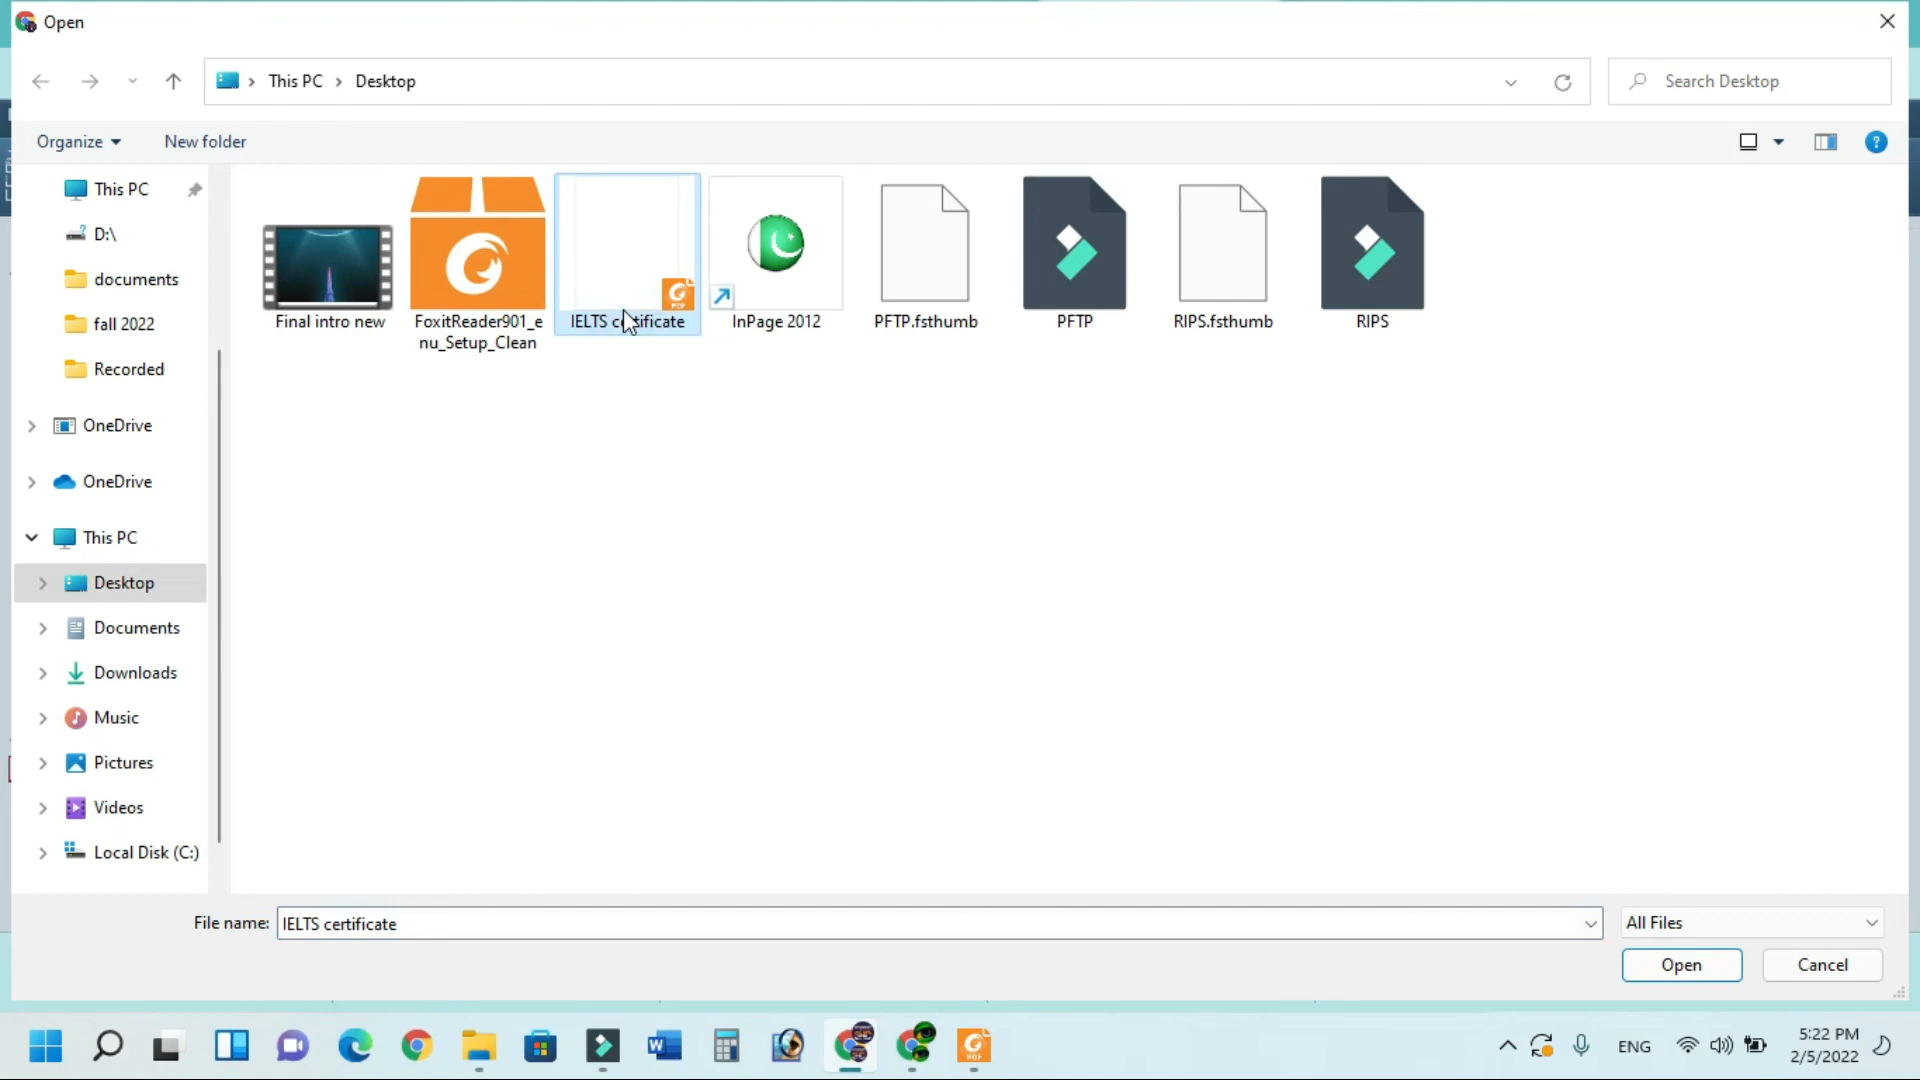 Open
This PC > Desktop
Search Desktop
Organize
New folder
This PC
D:\
documents
fall 2022
Recorded
OneDrive
OneDrive
This PC
Desktop
Documents
Downloads
Music
Pictures
Videos
Local Disk (C:)
Final intro new
FoxitReader901_e
nu_Setup_Clean
IELTS certificate
InPage 2012
PFTP.fsthumb
PFTP
RIPS.fsthumb
RIPS
File name:
IELTS certificate
All Files
Open
Cancel
ENG
5:22 PM
2/5/2022